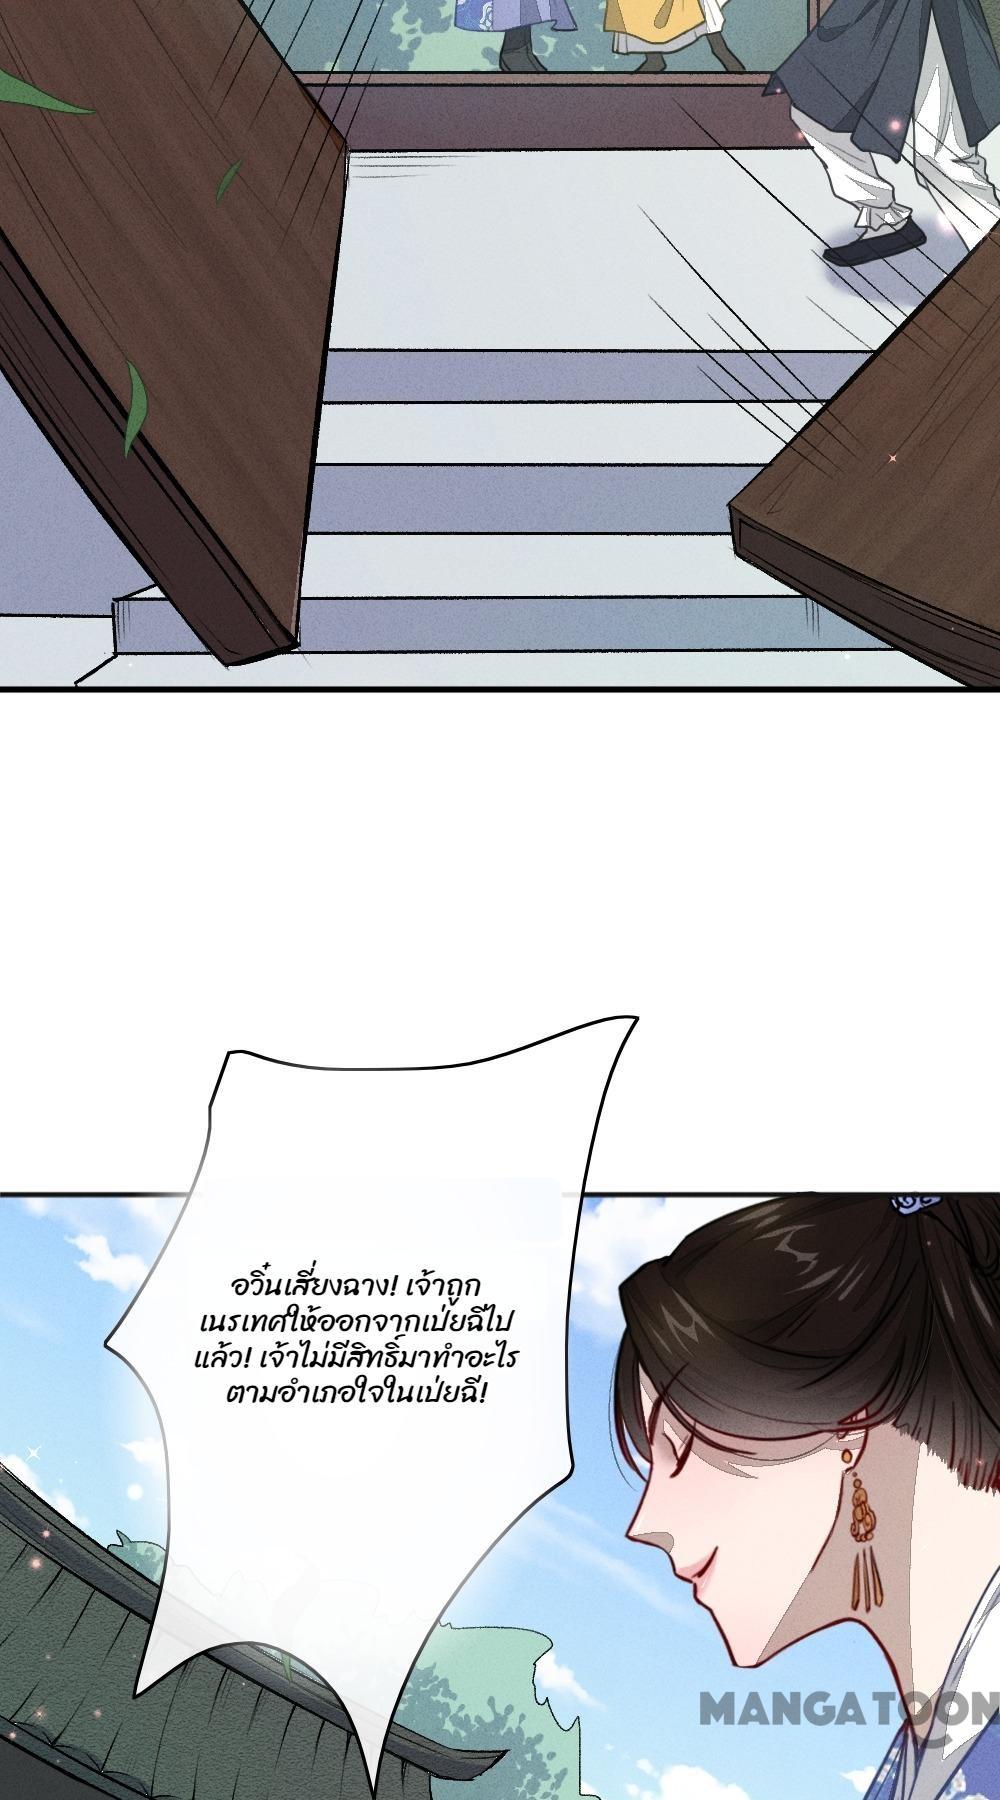 อวิ๋นเสี่ยงฉาง! เจ้าถูก
เนรเทศให้ออกจากเป่ยฉีไป
แล้ว! เจ้าไม่มีสิทธิ์มาทำอะไร
ตามอำเภอใจในเป่ยฉี!
MANGATOON